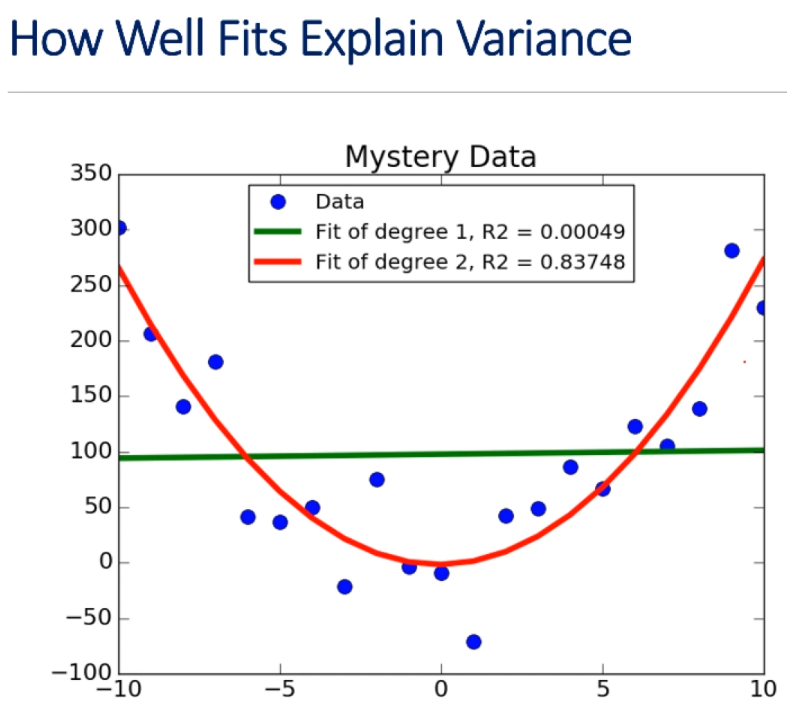 How Well Fits Explain Variance
Mystery Data
350
300
250
200
150
100
50
0
−50
−100
Data
Fit of degree 1, R2 = 0.00049
Fit of degree 2, R2 = 0.83748
−10 −5 0 5 10